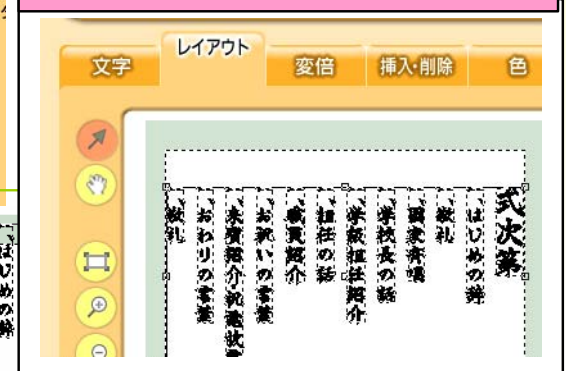 文字
レイアウト
変倍
挿入・削除
色
式次第
、はじめの辞
、敬礼
、国家斉唱
、学校長の話
、学級担任紹介
、担任の話
、職員紹介
、お祝いの言葉
、来賓紹介祝電披
、おわりの言葉
、敬礼
はじめの辞